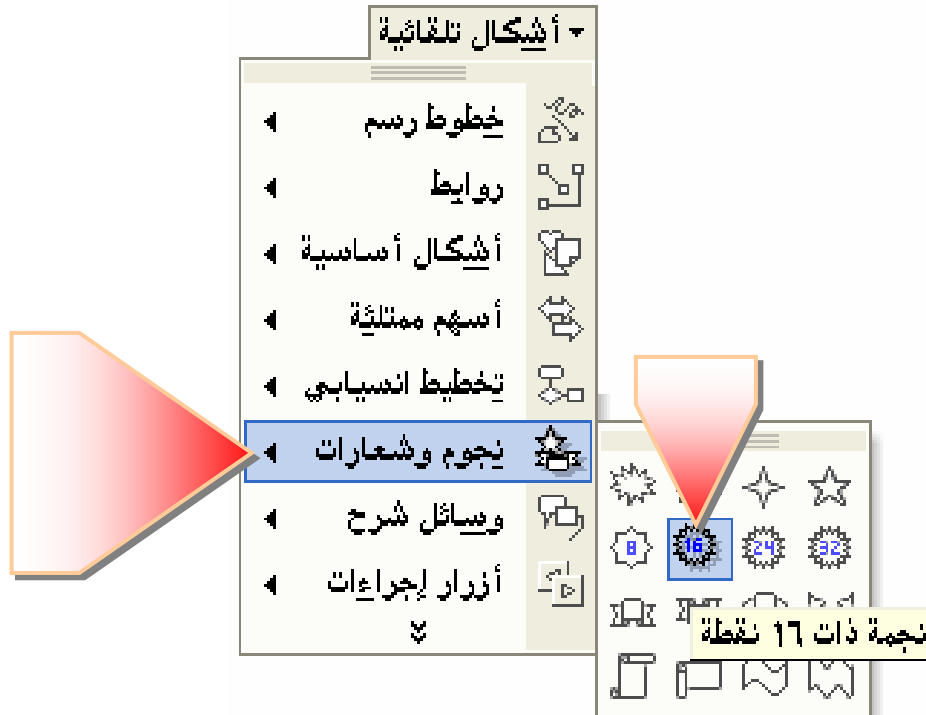 أشكال تلقائية
خطوط رسم
روابط
أشكال أساسية
أسهم ممتلئة
تخطيط انسيابي
نجوم وشعارات
وسائل شرح
أزرار إجراءات
8 16 24 32
نجمة ذات ١٦ نقطة